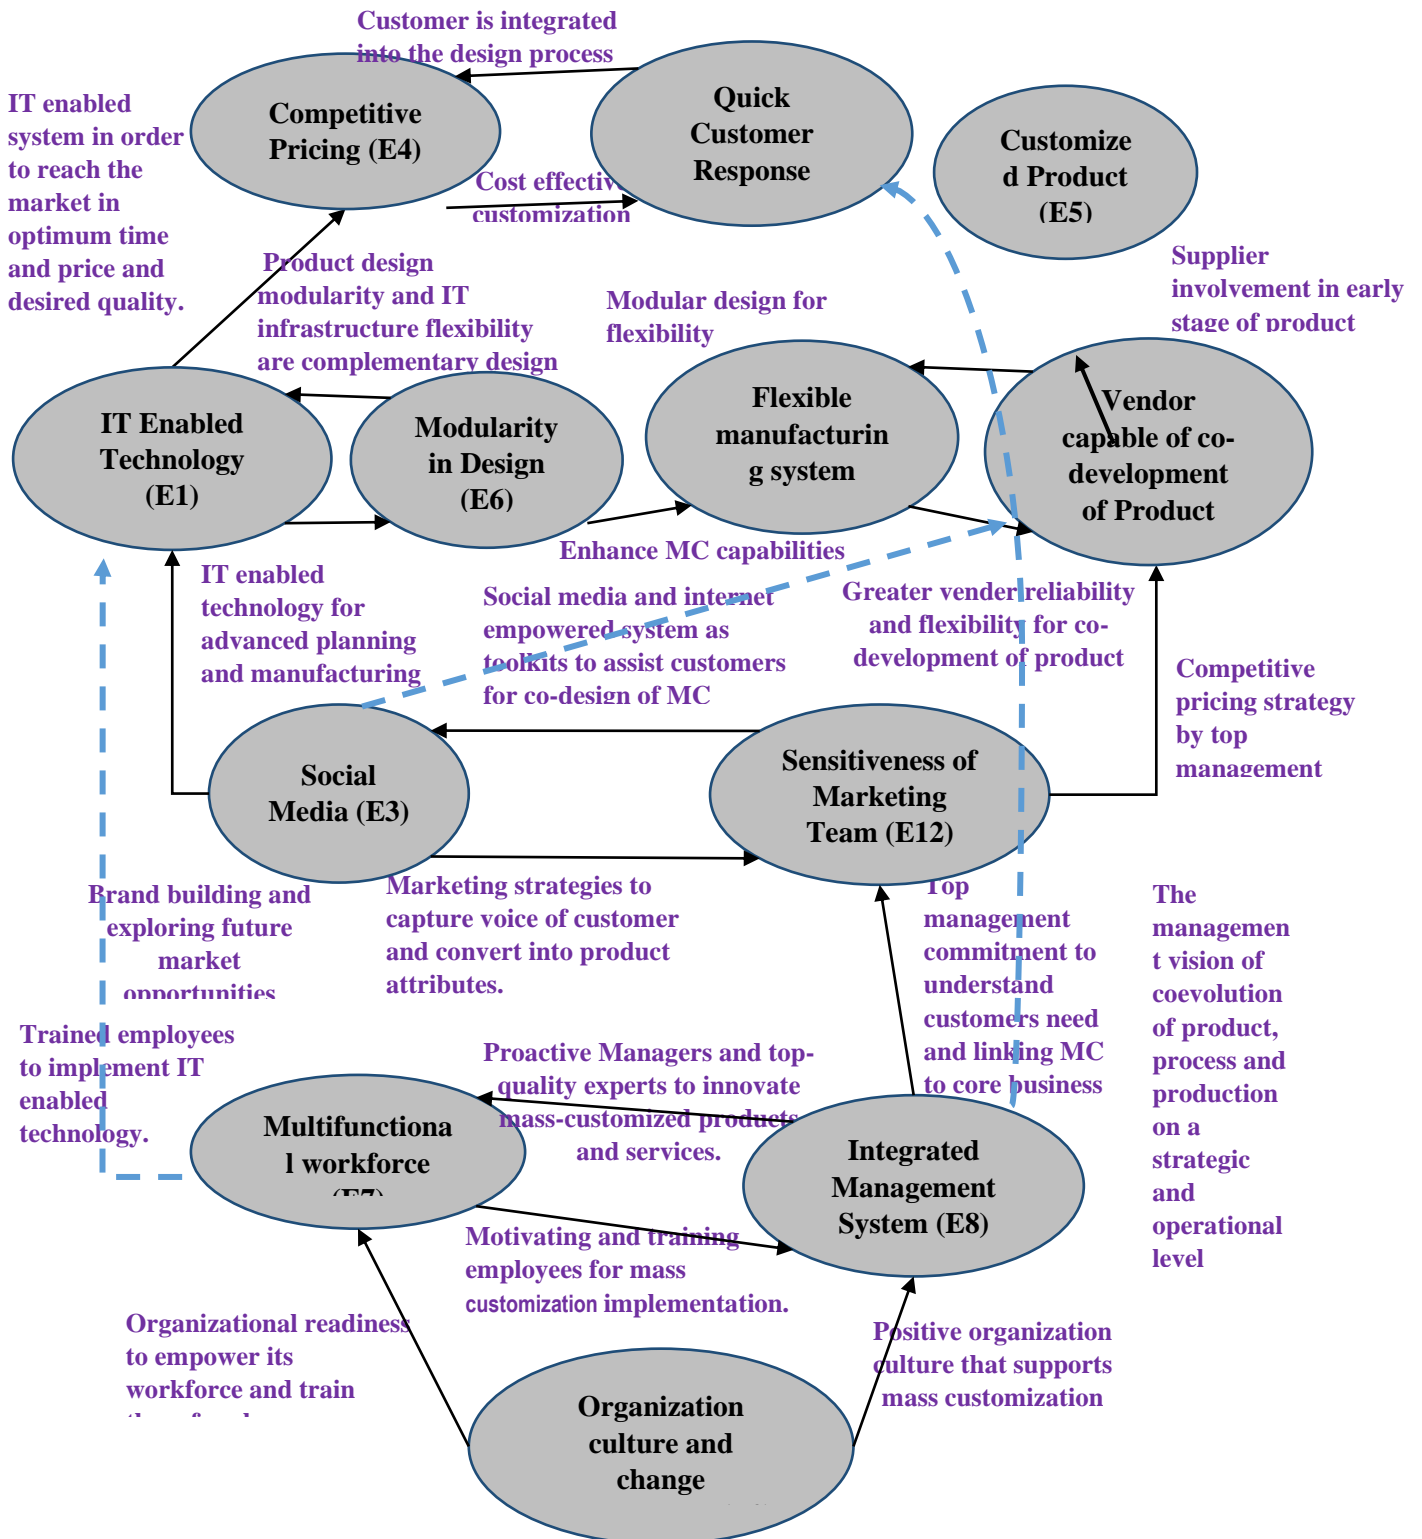 Customer is integrated
into the design process
IT enabled
system in order
to reach the
market in
optimum time
and price and
desired quality.
Competitive
Pricing (E4)
Quick
Customer
Response
Customize
d Product
(E5)
Cost effective
customization
Product design
modularity and IT
infrastructure flexibility
are complementary design
Modular design for
flexibility
Supplier
involvement in early
stage of product
IT Enabled
Technology
(E1)
Modularity
in Design
(E6)
Flexible
manufacturin
g system
Vendor
capable of co-
development
of Product
Enhance MC capabilities
IT enabled
technology for
advanced planning
and manufacturing
Social media and internet
empowered system as
toolkits to assist customers
for co-design of MC
Greater vender reliability
and flexibility for co-
development of product
Competitive
pricing strategy
by top
management
Social
Media (E3)
Sensitiveness of
Marketing
Team (E12)
Brand building and
exploring future
market
opportunities
Marketing strategies to
capture voice of customer
and convert into product
attributes.
Top
management
commitment to
understand
customers need
and linking MC
to core business
The
managemen
t vision of
coevolution
of product,
process and
production
on a
strategic
and
operational
level
Trained employees
to implement IT
enabled
technology.
Proactive Managers and top-
quality experts to innovate
mass-customized products
and services.
Multifunctiona
l workforce
(E7)
Integrated
Management
System (E8)
Motivating and training
employees for mass
customization implementation.
Organizational readiness
to empower its
workforce and train
Positive organization
culture that supports
mass customization
Organization
culture and
change